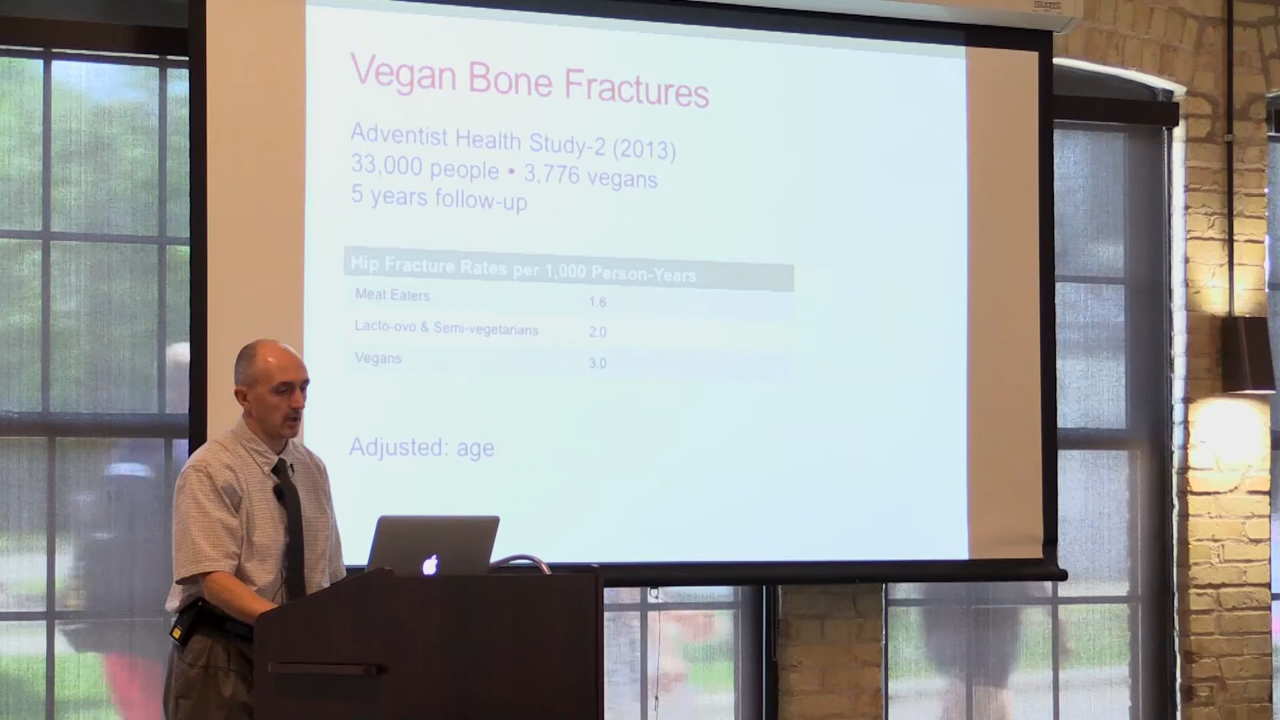 Vegan Bone Fractures
Adventist Health Study-2 (2013)
33,000 people • 3,776 vegans
5 years follow-up
Hip Fracture Rates per 1,000 Person-Years
Meat Eaters 1.6
Lacto-ovo & Semi-vegetarians 2.0
Vegans 3.0
Adjusted: age